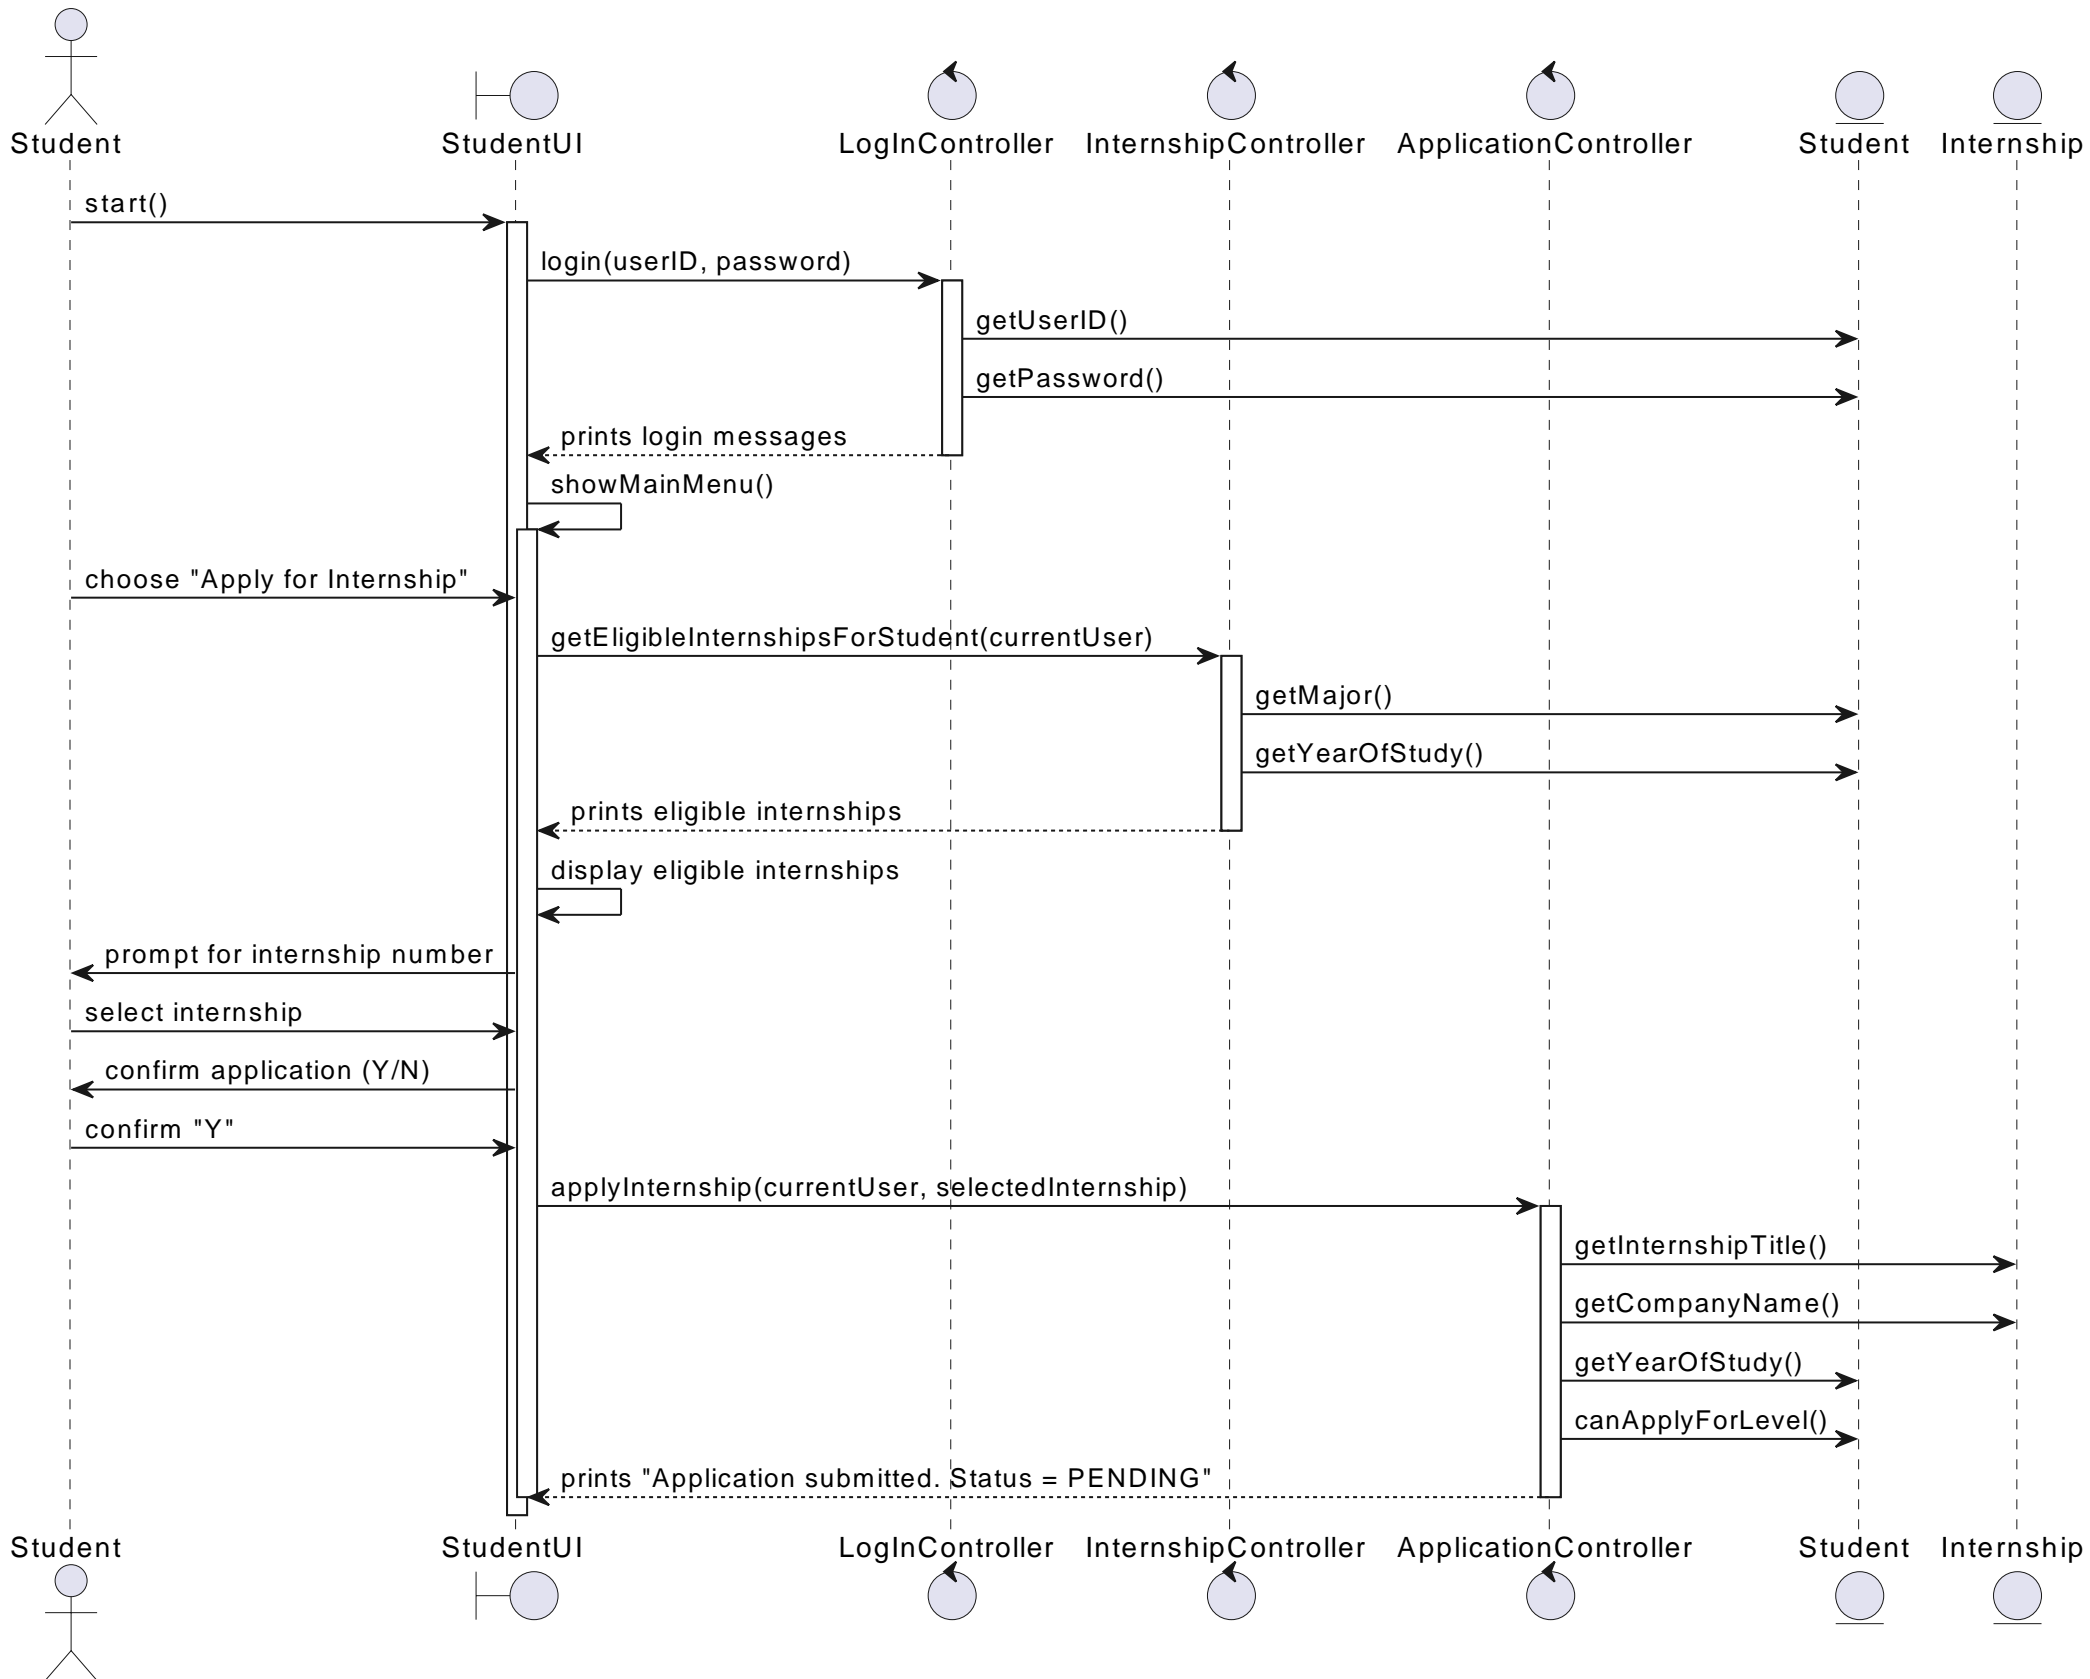 Student
StudentUI
LogInController
InternshipController
ApplicationController
Student
Internship
start()
login(userID, password)
getUserID()
getPassword()
prints login messages
showMainMenu()
choose "Apply for Internship"
getEligibleInternshipsForStudent(currentUser)
getMajor()
getYearOfStudy()
prints eligible internships
display eligible internships
prompt for internship number
select internship
confirm application (Y/N)
confirm "Y"
applyInternship(currentUser, selectedInternship)
getInternshipTitle()
getCompanyName()
getYearOfStudy()
canApplyForLevel()
prints "Application submitted. Status = PENDING"
Student
StudentUI
LogInController
InternshipController
ApplicationController
Student
Internship